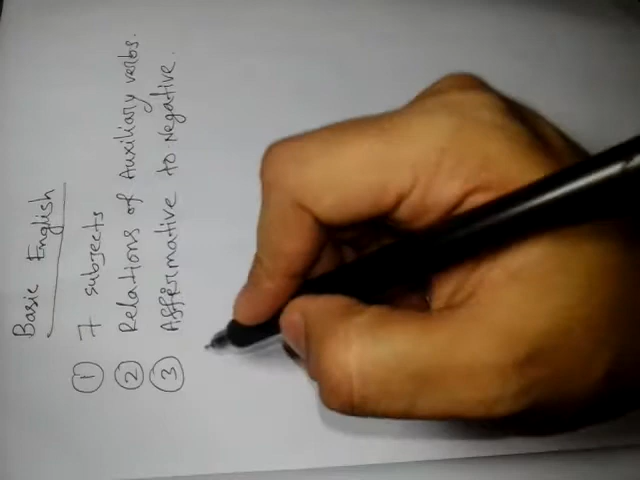 Basic English
① 7 subjects
② Relations of Auxiliary verbs.
③ Affirmative to Negative.